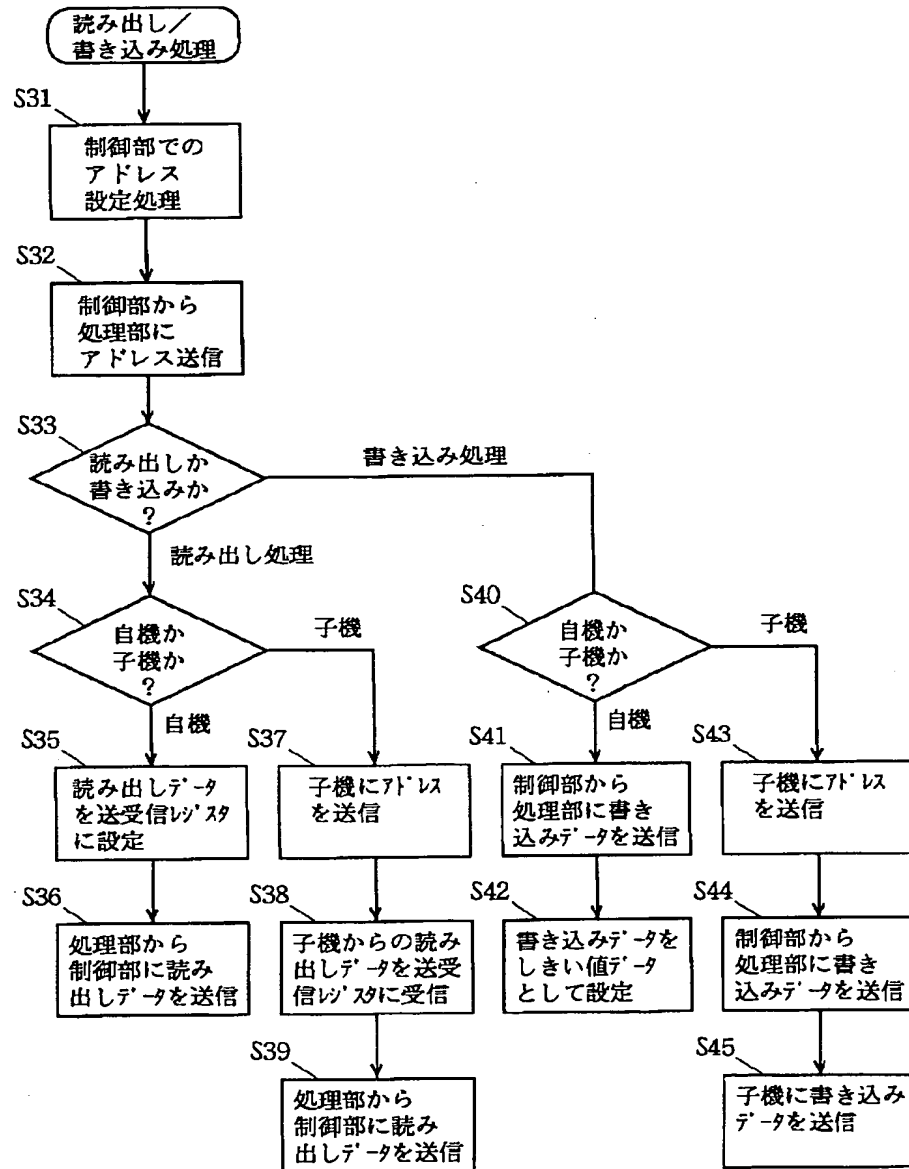 読み出し／
書き込み処理
S31
制御部での
アドレス
設定処理
S32
制御部から
処理部に
アドレス送信
S33
読み出しか
書き込みか
?
書き込み処理
読み出し処理
S34
自機か
子機か
?
子機
自機
S40
自機か
子機か
?
子機
自機
S35
読み出しデータ
を送受信レジスタ
に設定
S37
子機にアドレス
を送信
S41
制御部から
処理部に書き
込みデータを送信
S43
子機にアドレス
を送信
S36
処理部から
制御部に読み
出しデータを送信
S38
子機からの読み
出しデータを送受
信レジスタに受信
S42
書き込みデータを
しきい値データ
として設定
S44
制御部から
処理部に書き
込みデータを送信
S39
処理部から
制御部に読み
出しデータを送信
S45
子機に書き込み
データを送信